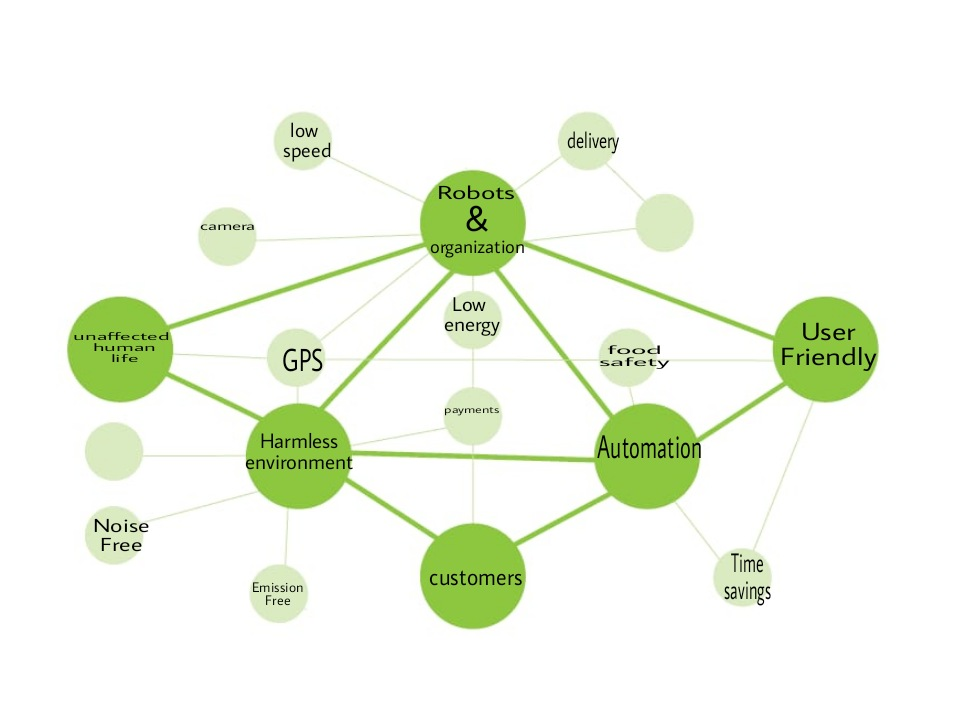 low
speed
delivery
Robots
&
organization
camera
Low
energy
unaffected
human
life
GPS
food
safety
User
Friendly
payments
Harmless
environment
Automation
Noise
Free
customers
Emission
Free
Time
savings